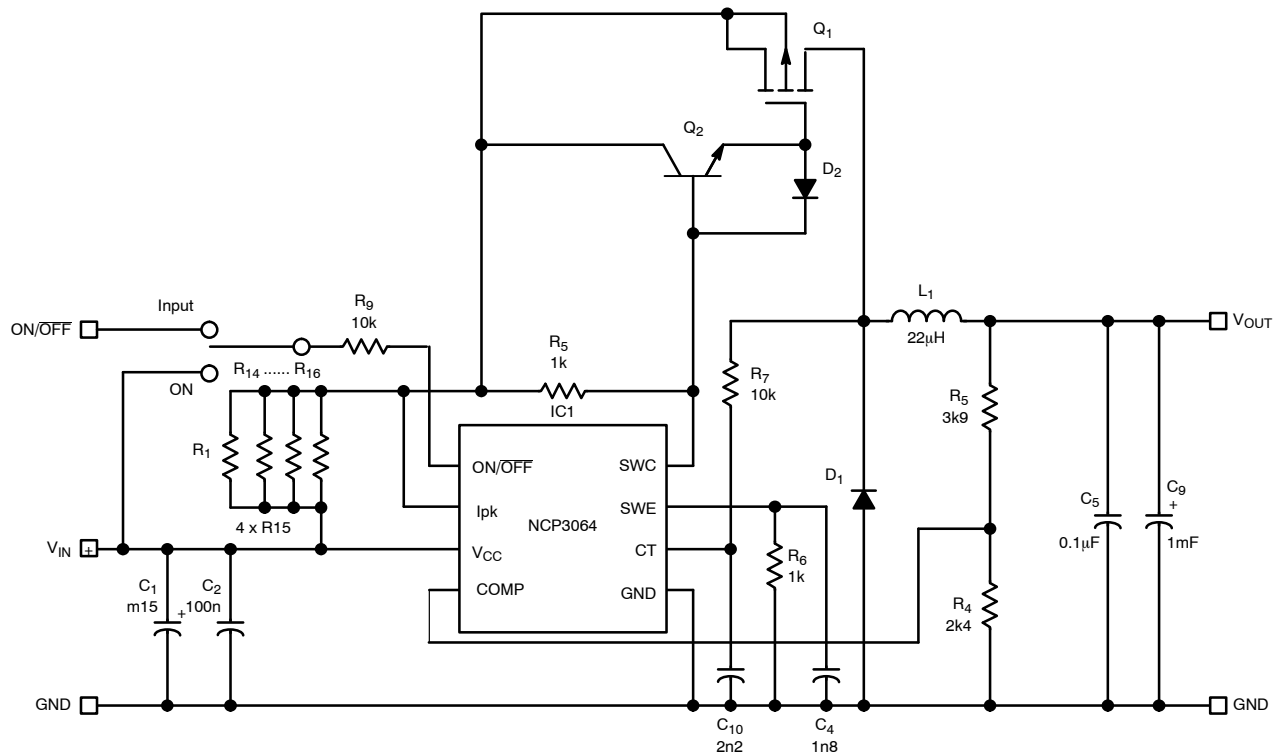 Q1
Q2
D2
Input
R9
10k
ON/OFF
ON
R14 ...... R16
R5
1k
IC1
R1
4 x R15
ON/OFF
Ipk
VCC
COMP
NCP3064
SWC
SWE
CT
GND
R7
10k
L1
22µH
VOUT
R5
3k9
D1
C5
0.1µF
C9
+
1mF
R6
1k
R4
2k4
VIN
+
C1
m15
+
C2
100n
GND
C10
2n2
C4
1n8
GND